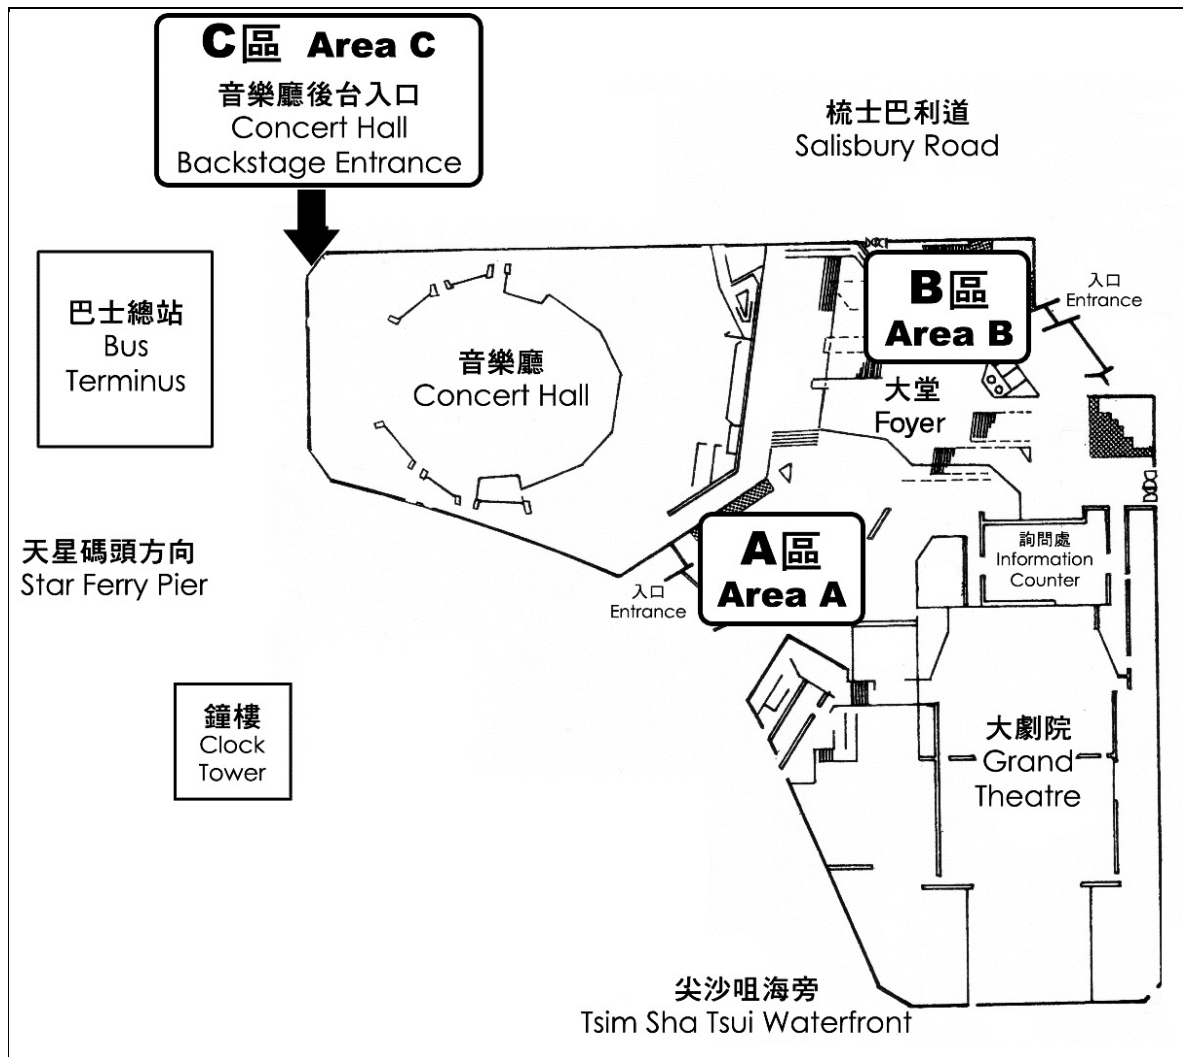 C區 Area C
音樂廳後台入口
Concert Hall
Backstage Entrance
梳士巴利道
Salisbury Road
巴士總站
Bus
Terminus
音樂廳
Concert Hall
B區
Area B
入口
Entrance
大堂
Foyer
天星碼頭方向
Star Ferry Pier
A區
Area A
入口
Entrance
詢問處
Information
Counter
鐘樓
Clock
Tower
大劇院
Grand
Theatre
尖沙咀海旁
Tsim Sha Tsui Waterfront